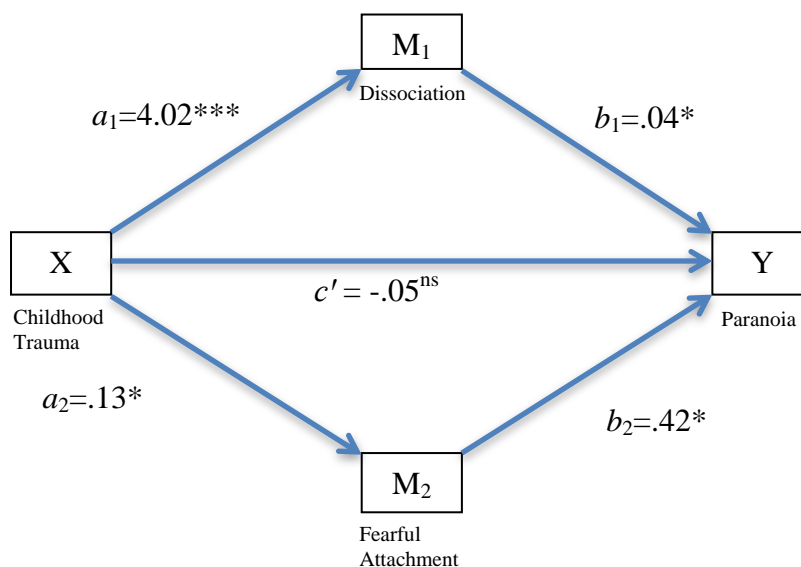 M₁
Dissociation
a₁=4.02***
b₁=.04*
X
Y
c′ = -.05ⁿˢ
Childhood
Trauma
Paranoia
a₂=.13*
b₂=.42*
M₂
Fearful
Attachment